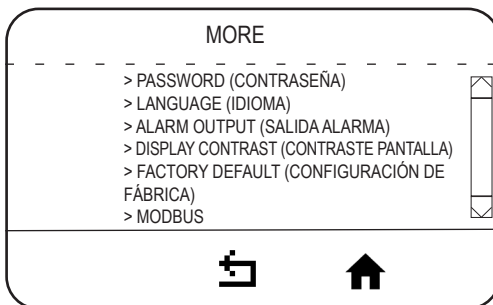 MORE
> PASSWORD (CONTRASEÑA)
> LANGUAGE (IDIOMA)
> ALARM OUTPUT (SALIDA ALARMA)
> DISPLAY CONTRAST (CONTRASTE PANTALLA)
> FACTORY DEFAULT (CONFIGURACIÓN DE
FÁBRICA)
> MODBUS